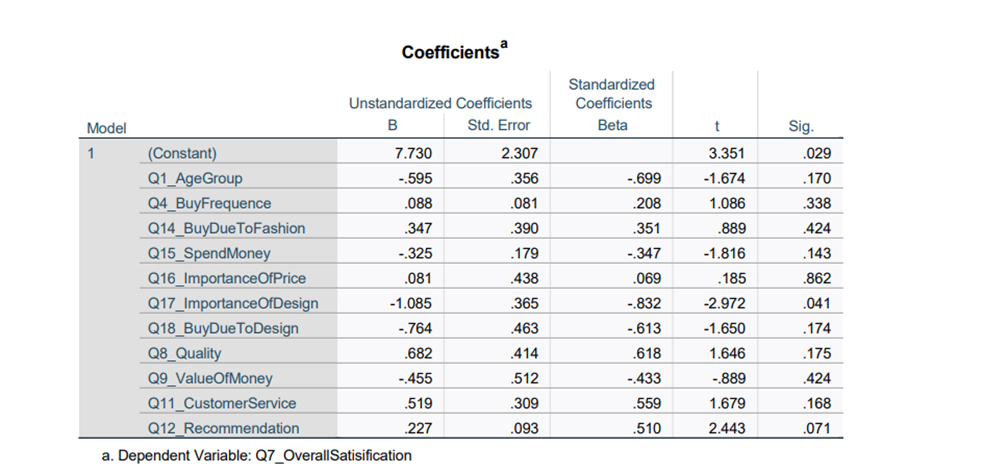 Coefficients^a
Standardized
Unstandardized Coefficients Coefficients
Model B Std. Error Beta t Sig.
1 (Constant) 7.730 2.307 3.351 .029
Q1_AgeGroup -.595 .356 -.699 -1.674 .170
Q4_BuyFrequence .088 .081 .208 1.086 .338
Q14_BuyDueToFashion .347 .390 .351 .889 .424
Q15_SpendMoney -.325 .179 -.347 -1.816 .143
Q16_ImportanceOfPrice .081 .438 .069 .185 .862
Q17_ImportanceOfDesign -1.085 .365 -.832 -2.972 .041
Q18_BuyDueToDesign -.764 .463 -.613 -1.650 .174
Q8_Quality .682 .414 .618 1.646 .175
Q9_ValueOfMoney -.455 .512 -.433 -.889 .424
Q11_CustomerService .519 .309 .559 1.679 .168
Q12_Recommendation .227 .093 .510 2.443 .071
a. Dependent Variable: Q7_OverallSatisification